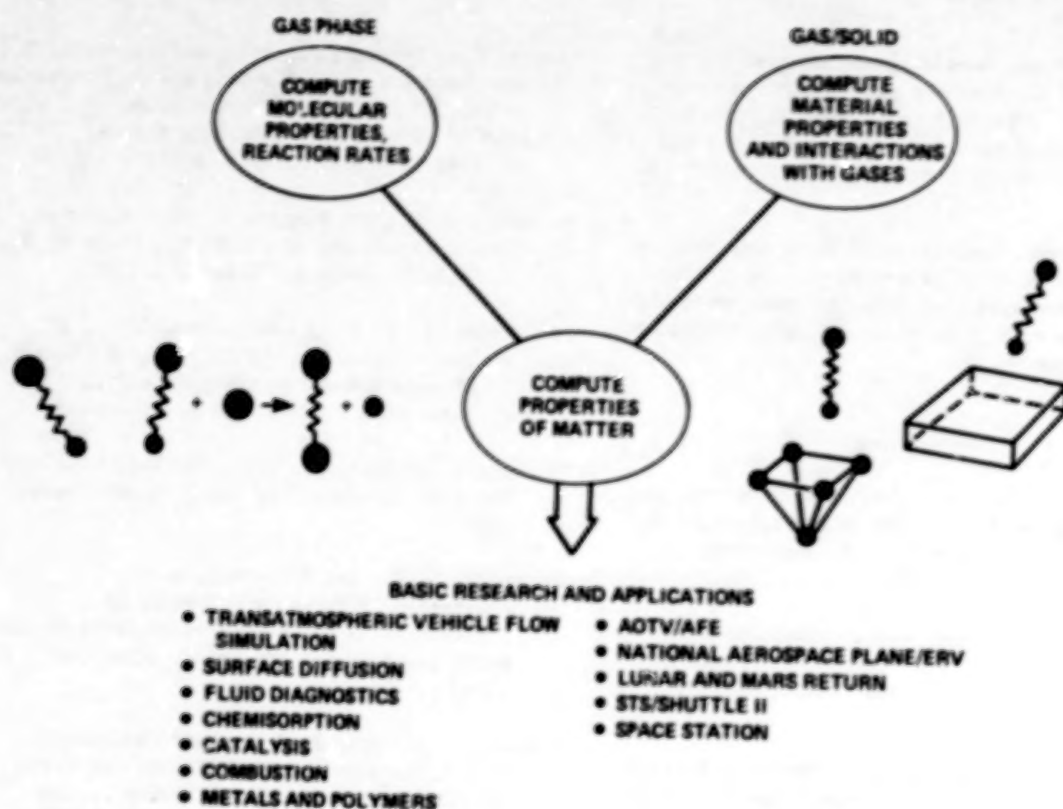 GAS PHASE
COMPUTE
MOLECULAR
PROPERTIES,
REACTION RATES
GAS/SOLID
COMPUTE
MATERIAL
PROPERTIES
AND INTERACTIONS
WITH GASES
+
+
COMPUTE
PROPERTIES
OF MATTER
BASIC RESEARCH AND APPLICATIONS
● TRANSATMOSPHERIC VEHICLE FLOW
SIMULATION
● SURFACE DIFFUSION
● FLUID DIAGNOSTICS
● CHEMISORPTION
● CATALYSIS
● COMBUSTION
● METALS AND POLYMERS
● AOTV/AFE
● NATIONAL AEROSPACE PLANE/ERV
● LUNAR AND MARS RETURN
● STS/SHUTTLE II
● SPACE STATION